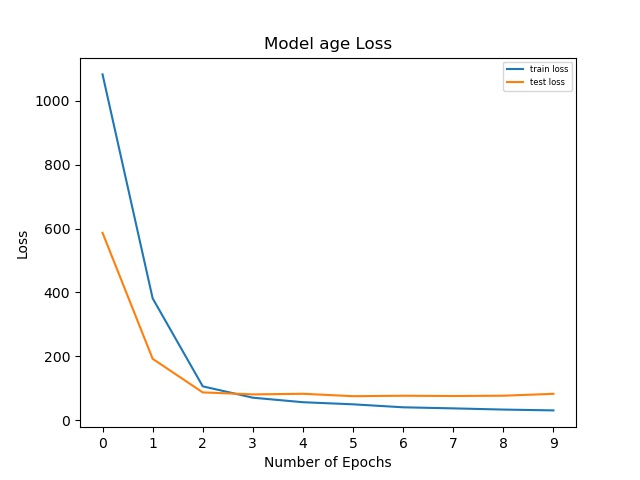 Model age Loss
train loss
test loss
1000
800
600
400
200
0
Loss
0 1 2 3 4 5 6 7 8 9
Number of Epochs